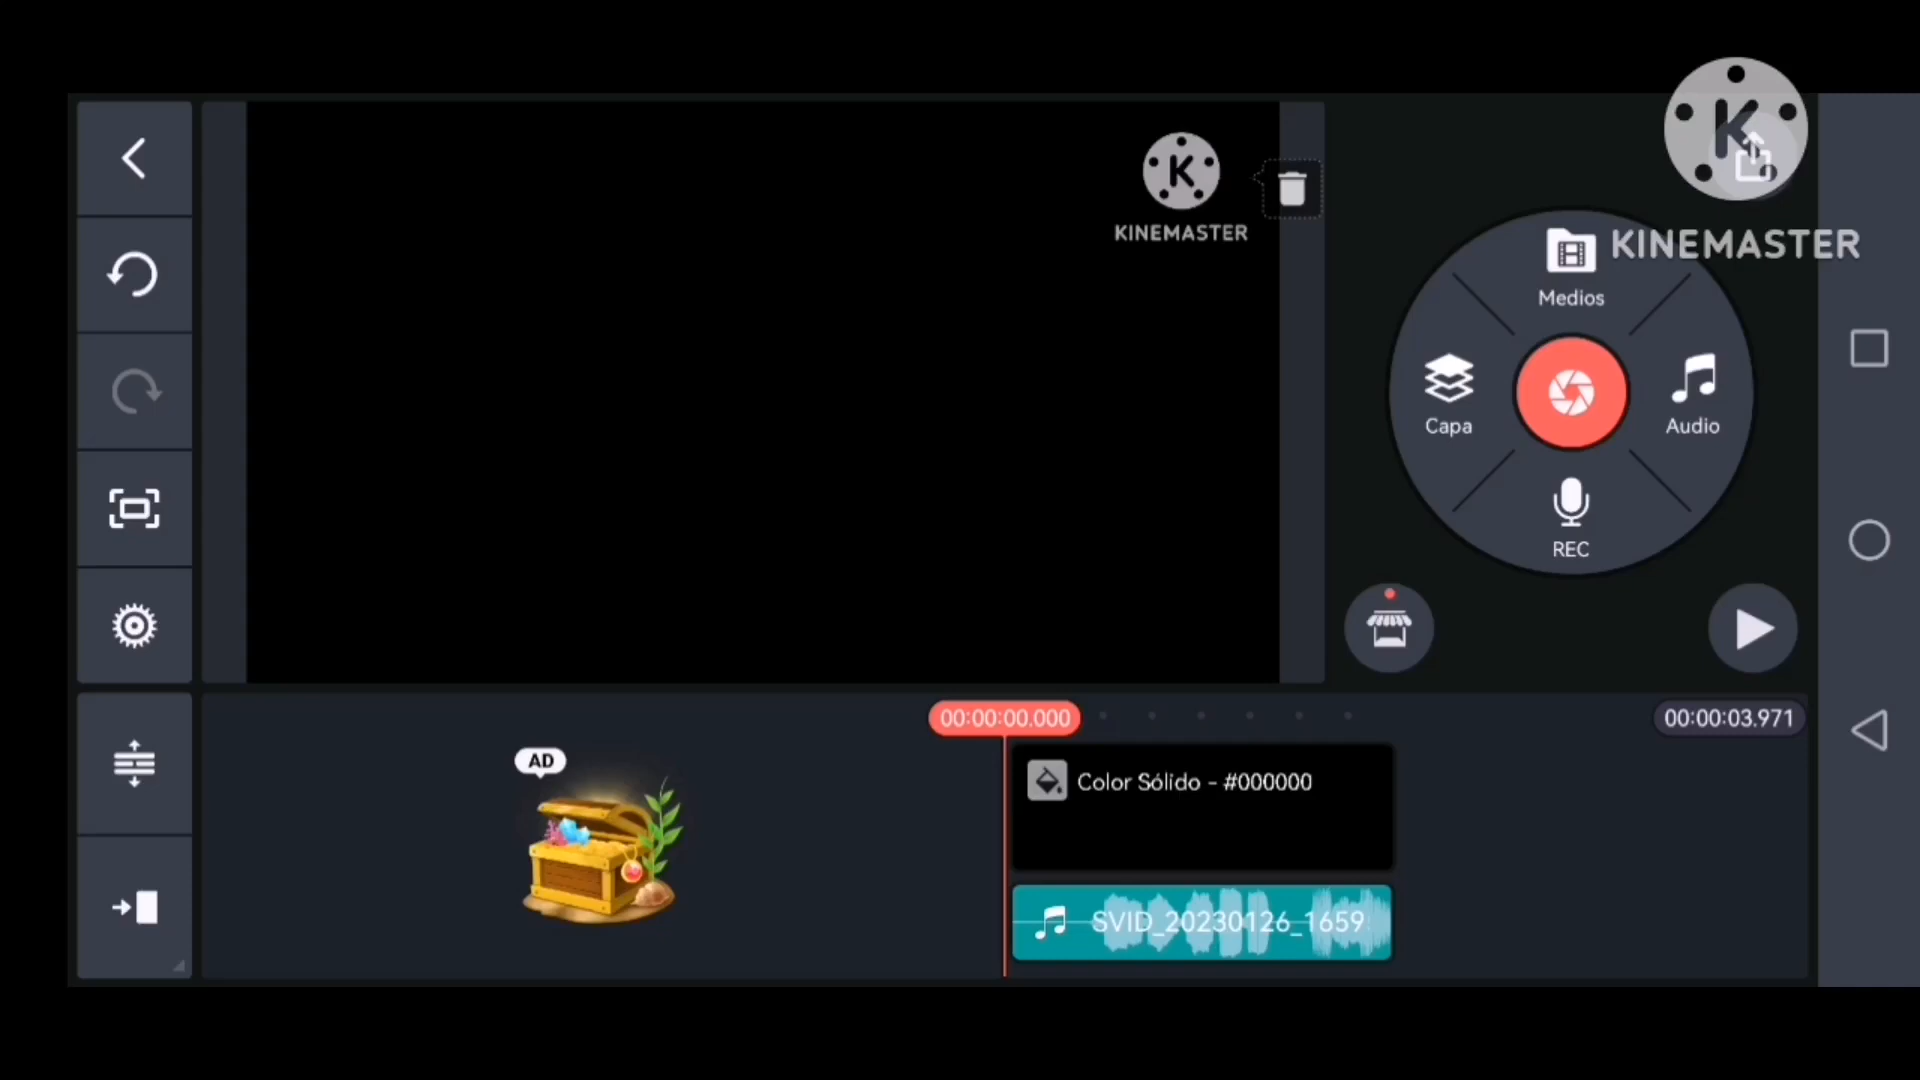 K
KINEMASTER
K
KINEMASTER
Medios
Capa
Audio
REC
00:00:00.000
00:00:03.971
AD
Color Sólido - #000000
SVID_20230126_1659